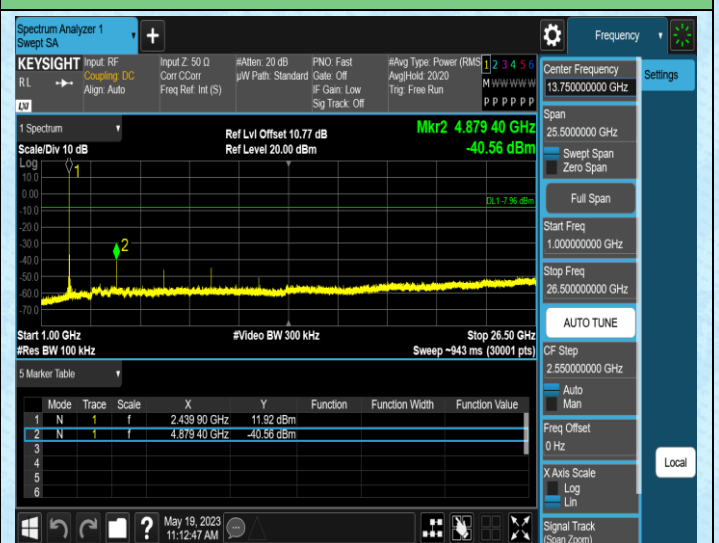 Spectrum Analyzer 1
Swept SA
+
Frequency
KEYSIGHT
RL
LXI
Input: RF
Coupling: DC
Align: Auto
Input Z: 50 Ω
Corr CCorr
Freq Ref: Int (S)
#Atten: 20 dB
µW Path: Standard
PNO: Fast
Gate: Off
IF Gain: Low
Sig Track: Off
#Avg Type: Power (RMS
Avg|Hold: 20/20
Trig: Free Run
1 2 3 4 5 6
M W W W W W
P P P P P P
Center Frequency
13.750000000 GHz
Settings
Span
25.5000000 GHz
Swept Span
Zero Span
Full Span
Start Freq
1.000000000 GHz
Stop Freq
26.500000000 GHz
AUTO TUNE
CF Step
2.550000000 GHz
Auto
Man
Freq Offset
0 Hz
X Axis Scale
Log
Lin
Signal Track
(Span Zoom)
Local
1 Spectrum
Scale/Div 10 dB
Ref Lvl Offset 10.77 dB
Ref Level 20.00 dBm
Mkr2 4.879 40 GHz
-40.56 dBm
Log
10.0
0.00
-10.0
-20.0
-30.0
-40.0
-50.0
-60.0
-70.0
1
2
DL1 -7.96 dBm
Start 1.00 GHz
#Res BW 100 kHz
#Video BW 300 kHz
Stop 26.50 GHz
Sweep ~943 ms (30001 pts)
5 Marker Table
Mode Trace Scale X Y Function Function Width Function Value
1 N 1 f 2.439 90 GHz 11.92 dBm
2 N 1 f 4.879 40 GHz -40.56 dBm
3
4
5
6
?
May 19, 2023
11:12:47 AM